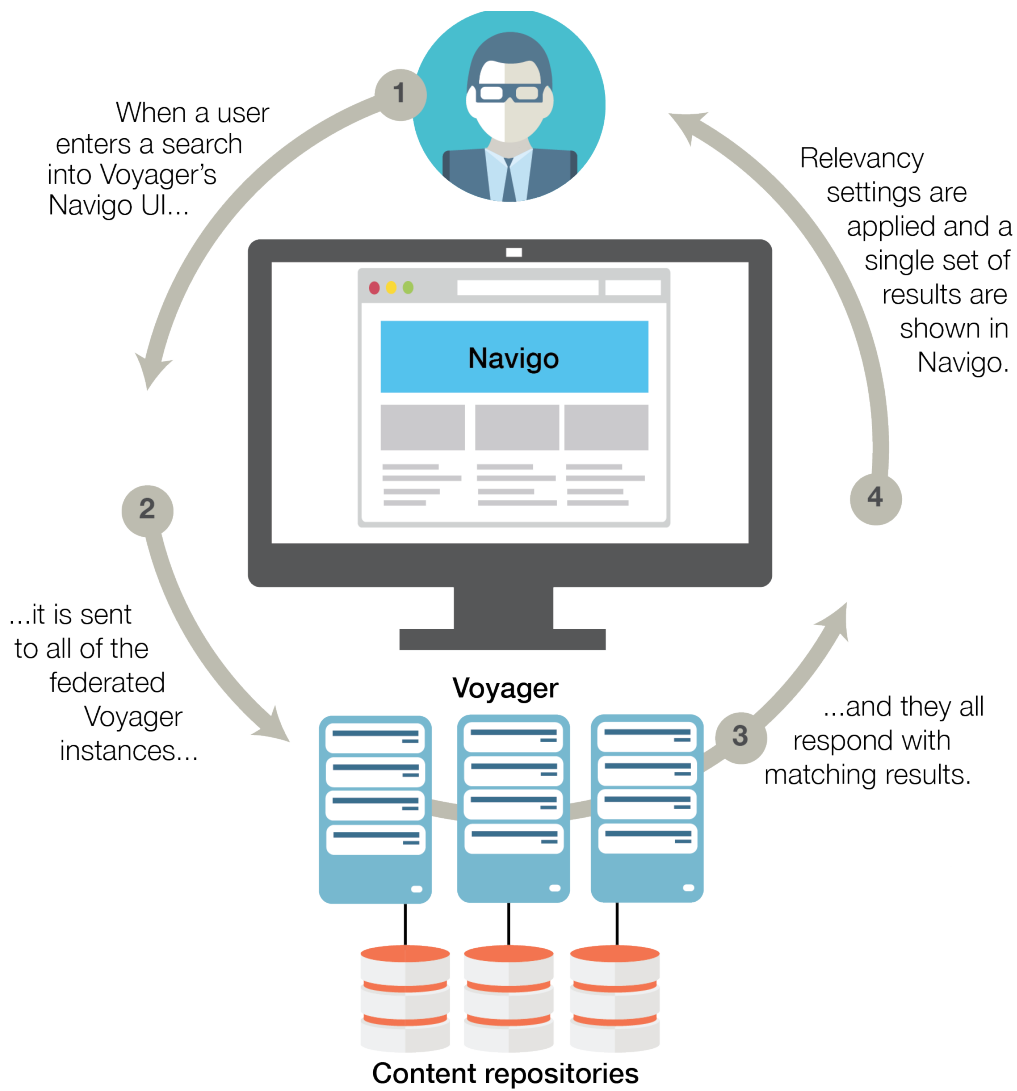 1
When a user
enters a search
into Voyager's
Navigo UI...
2
...it is sent
to all of the
federated
Voyager
instances...
3
...and they all
respond with
matching results.
4
Relevancy
settings are
applied and a
single set of
results are
shown in
Navigo.
Navigo
Voyager
Content repositories